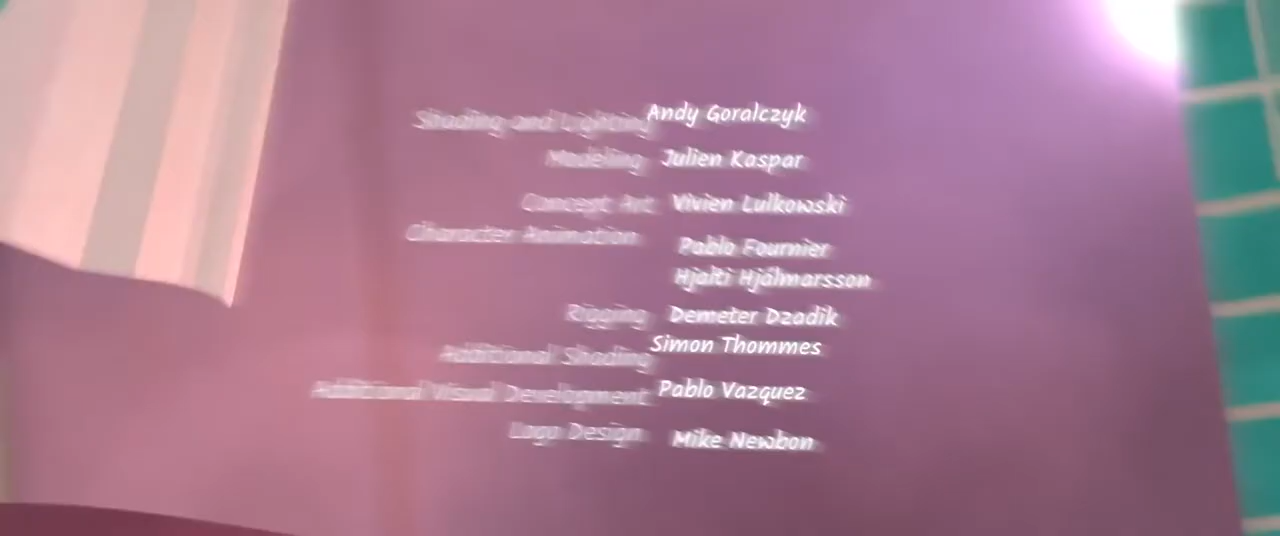 Shading and Lighting Andy Goralczyk
Modeling Julien Kaspar
Concept Art Vivien Lulkowski
Character Animation Pablo Fournier
Hjalti Hjálmarsson
Rigging Demeter Dzadik
Additional Shading Simon Thommes
Additional Visual Development Pablo Vazquez
Logo Design Mike Newbon